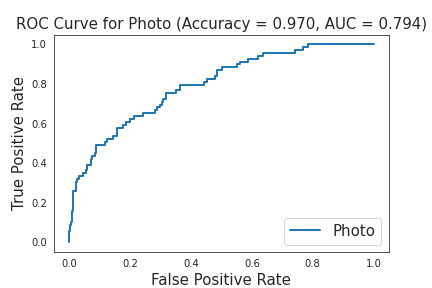 ROC Curve for Photo (Accuracy = 0.970, AUC = 0.794)
1.0
0.8
0.6
0.4
0.2
0.0
True Positive Rate
Photo
0.0 0.2 0.4 0.6 0.8 1.0
False Positive Rate